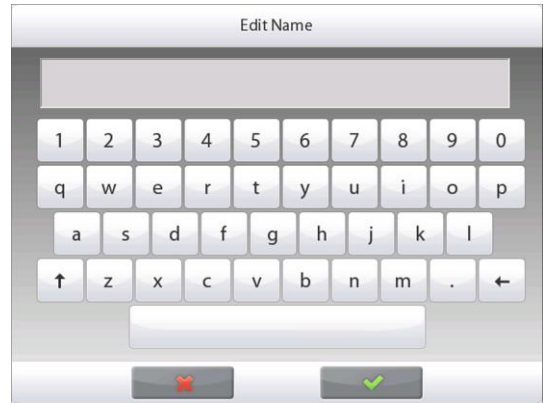 Edit Name
1 2 3 4 5 6 7 8 9 0
q w e r t y u i o p
a s d f g h j k l
↑ z x c v b n m . ←